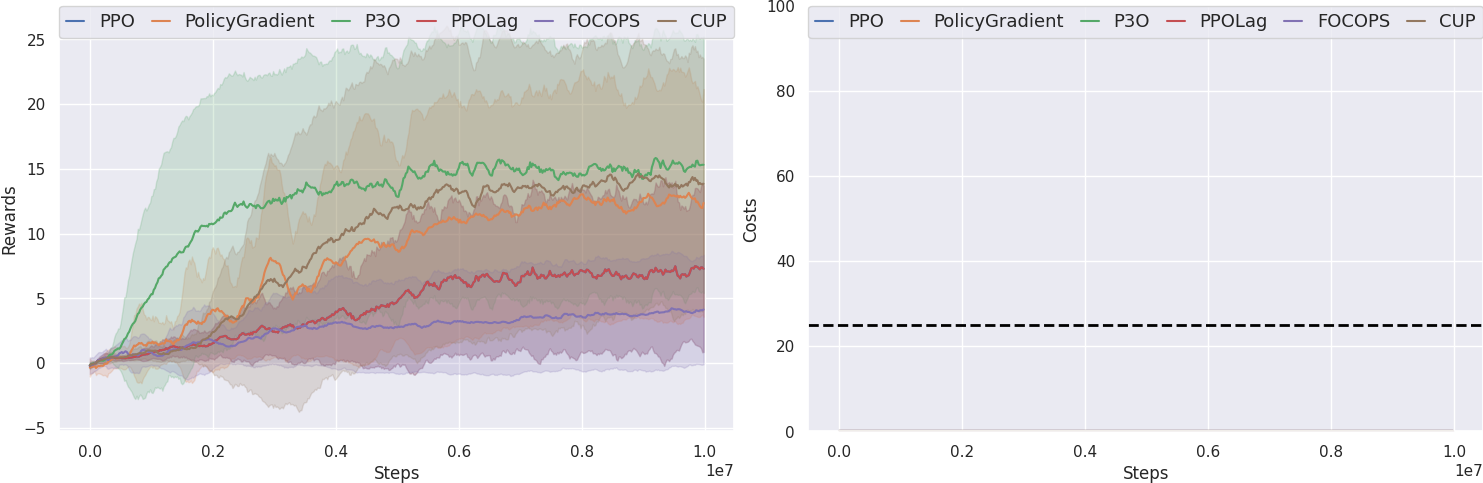 PPO PolicyGradient P3O PPOLag FOCOPS CUP
25
20
15
10
5
0
−5
Rewards
0.0 0.2 0.4 0.6 0.8 1.0
1e7
Steps
PPO PolicyGradient P3O PPOLag FOCOPS CUP
100
80
60
40
20
0
Costs
0.0 0.2 0.4 0.6 0.8 1.0
1e7
Steps